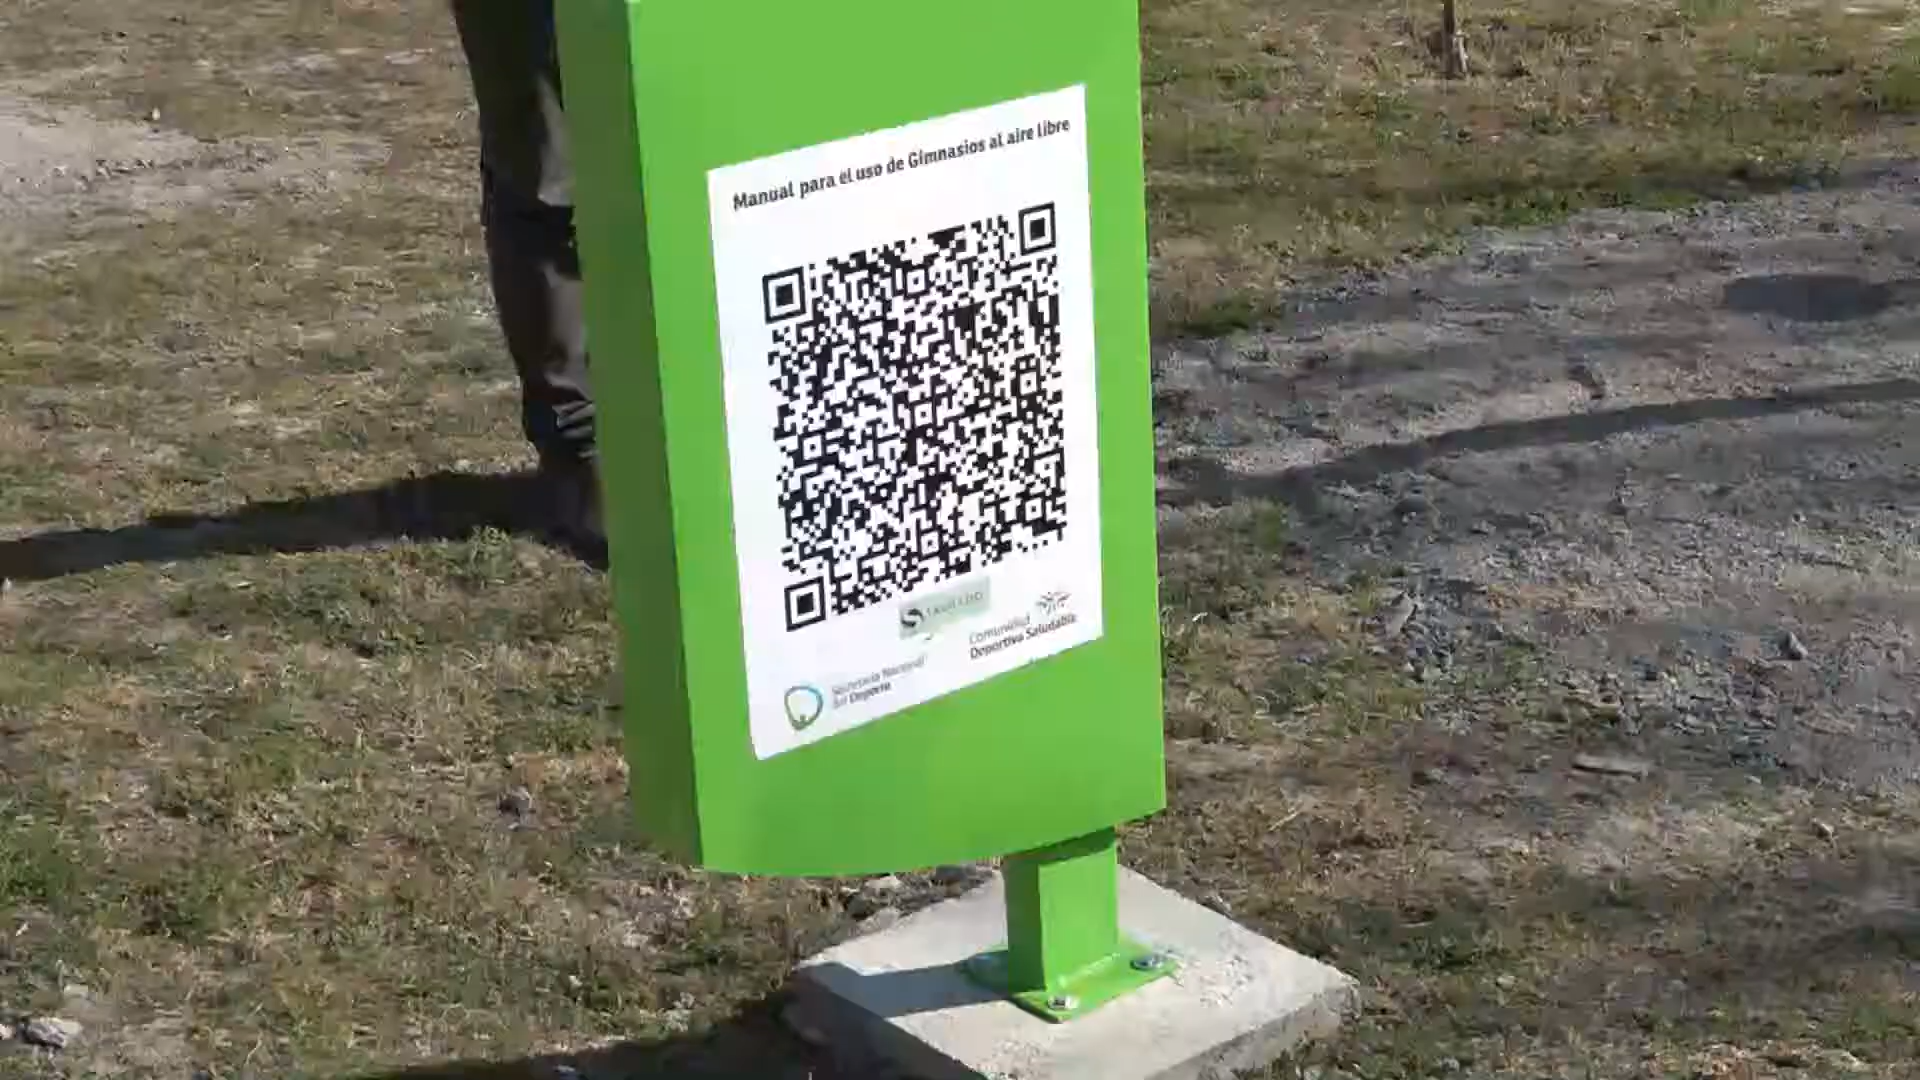 Manual para el uso de Gimnasios al aire libre
Comunidad
Deportiva Saludable
Secretaría Nacional
del Deporte